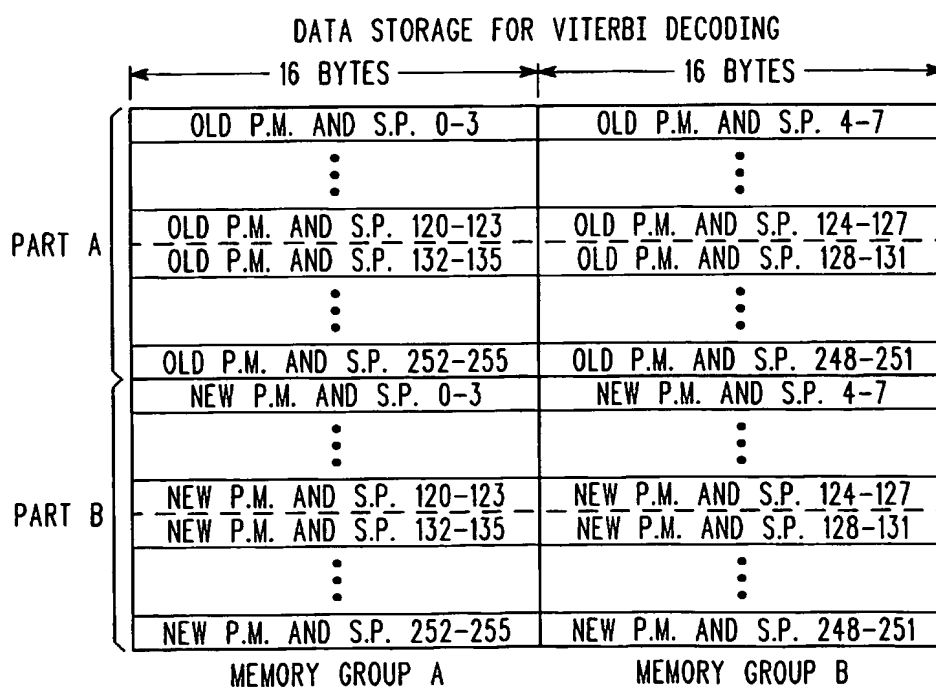 DATA STORAGE FOR VITERBI DECODING
16 BYTES 16 BYTES
OLD P.M. AND S.P. 0-3 OLD P.M. AND S.P. 4-7
OLD P.M. AND S.P. 120-123 OLD P.M. AND S.P. 124-127
PART A
OLD P.M. AND S.P. 132-135 OLD P.M. AND S.P. 128-131
OLD P.M. AND S.P. 252-255 OLD P.M. AND S.P. 248-251
NEW P.M. AND S.P. 0-3 NEW P.M. AND S.P. 4-7
NEW P.M. AND S.P. 120-123 NEW P.M. AND S.P. 124-127
PART B
NEW P.M. AND S.P. 132-135 NEW P.M. AND S.P. 128-131
NEW P.M. AND S.P. 252-255 NEW P.M. AND S.P. 248-251
MEMORY GROUP A MEMORY GROUP B